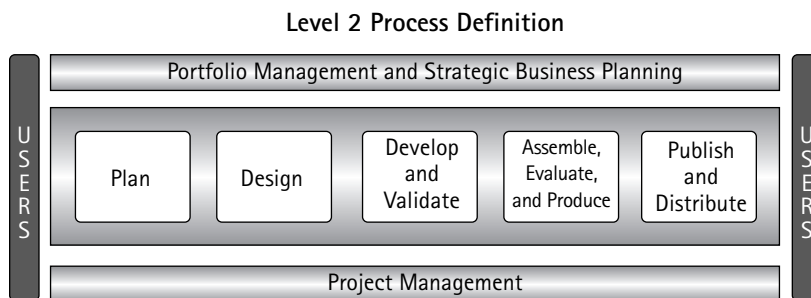 Level 2 Process Definition
Portfolio Management and Strategic Business Planning
USERS
Plan
Design
Develop
and
Validate
Assemble,
Evaluate,
and Produce
Publish
and
Distribute
USERS
Project Management